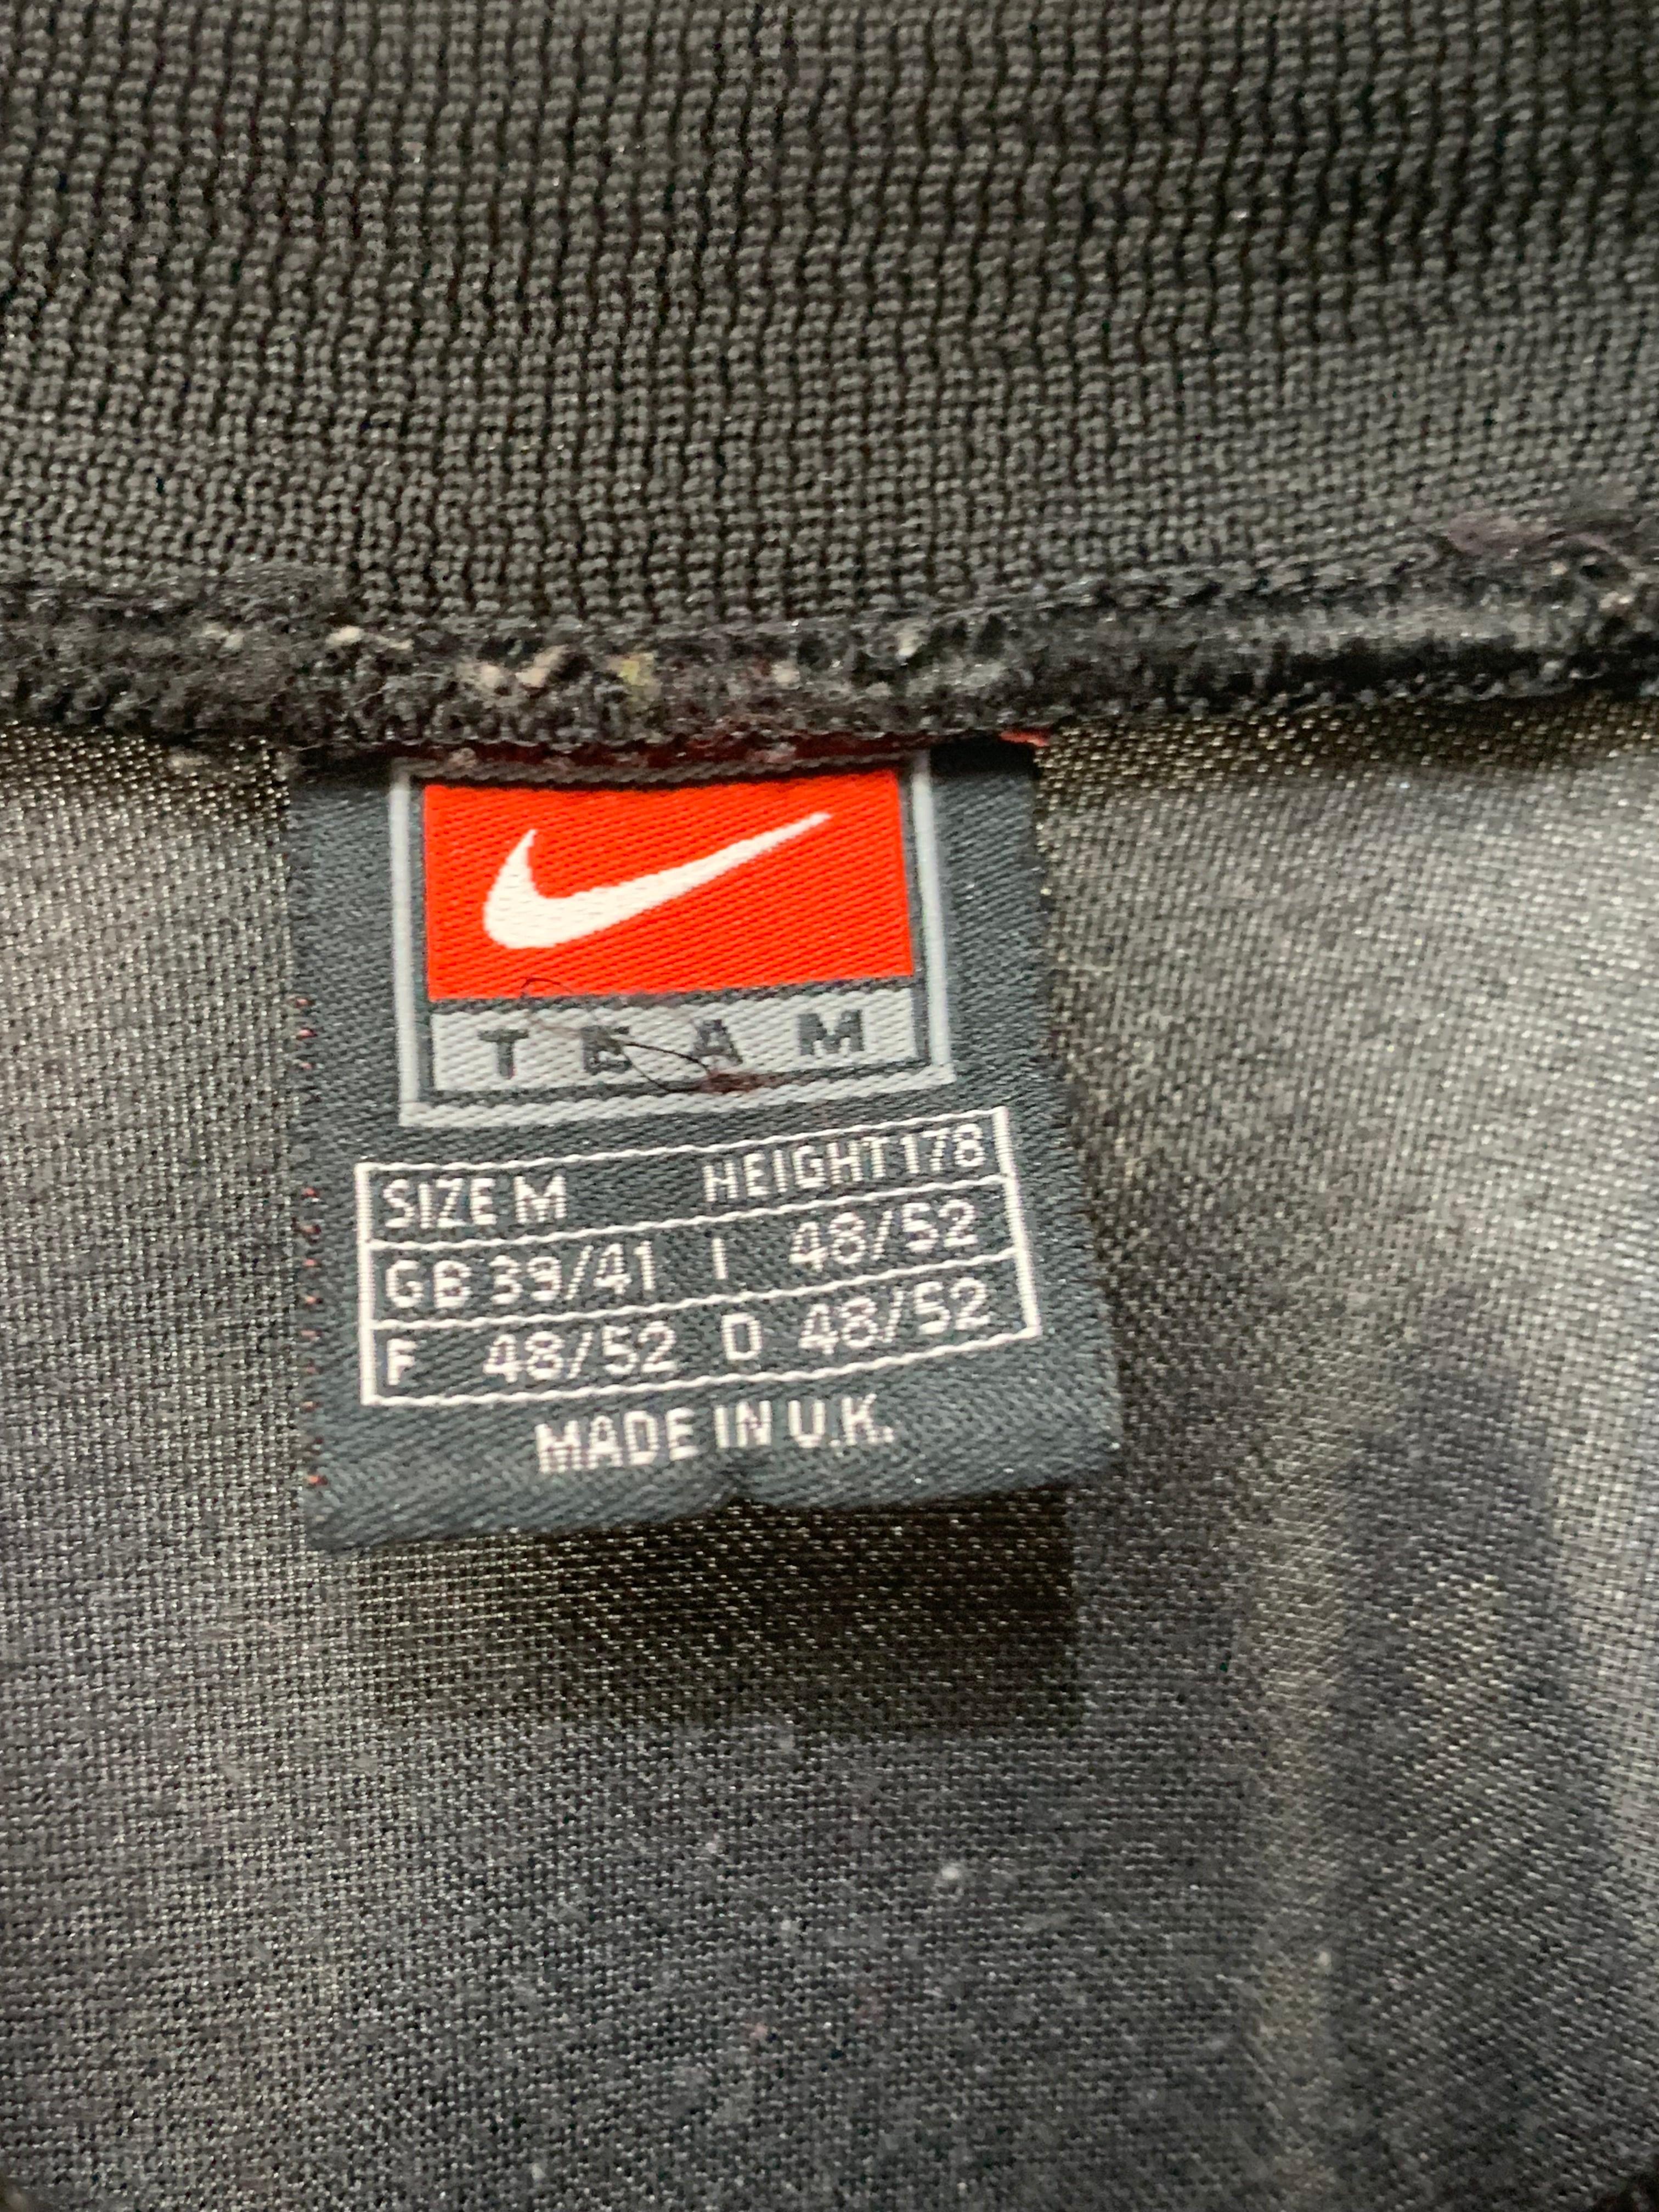 TEAM
SIZE M HEIGHT 178
GB 39/41 I 48/52
F 48/52 D 48/52
MADE IN U.K.